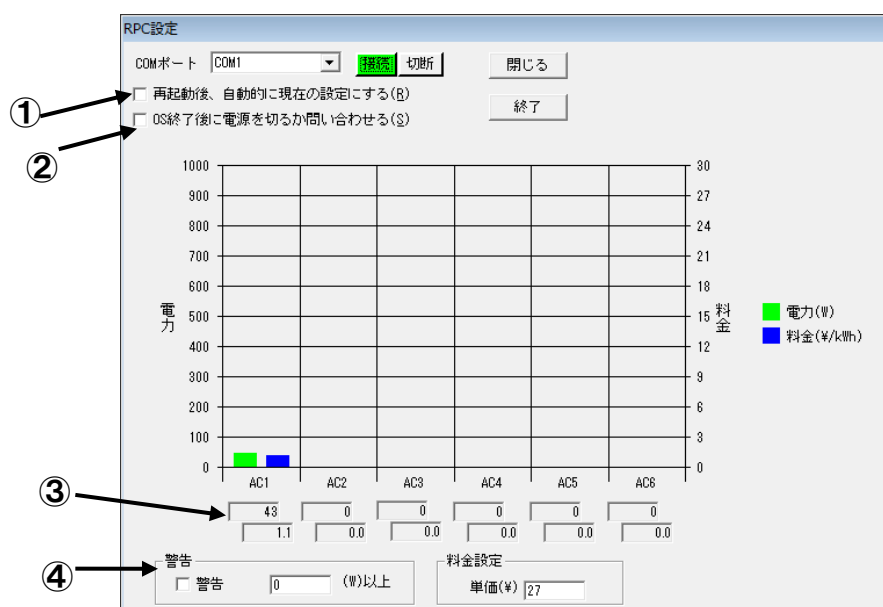 RPC設定
COMポート COM1 接続 切断 閉じる
① 再起動後、自動的に現在の設定にする(R)
終了
② OS終了後に電源を切るか問い合わせる(S)
1000 30
900 27
800 24
700 21
600 18
電力 500 15 料金 電力(W)
料金(¥/kWh)
400 12
300 9
200 6
100 3
0 0
AC1 AC2 AC3 AC4 AC5 AC6
③ 43 0 0 0 0 0
1.1 0.0 0.0 0.0 0.0 0.0
警告 料金設定
④ 警告 0 (W)以上 単価(¥) 27